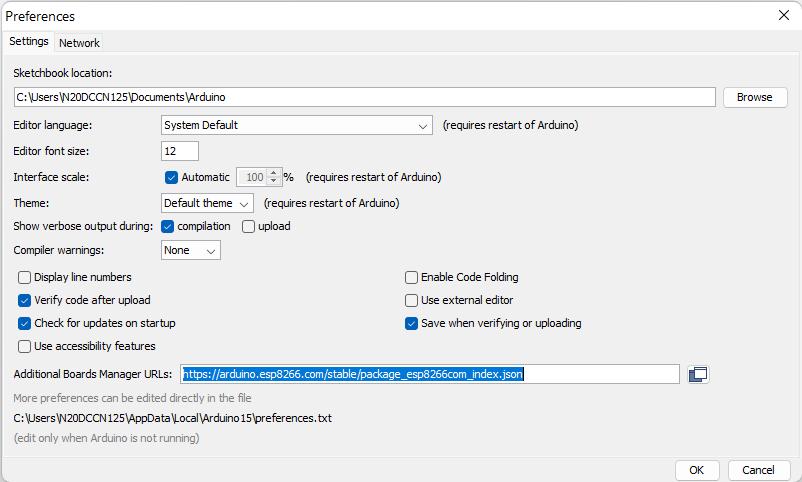 Preferences
Settings Network
Sketchbook location:
C:\Users\N20DCCN125\Documents\Arduino Browse
Editor language: System Default (requires restart of Arduino)
Editor font size: 12
Interface scale: Automatic 100 % (requires restart of Arduino)
Theme: Default theme (requires restart of Arduino)
Show verbose output during: compilation upload
Compiler warnings: None
Display line numbers Enable Code Folding
Verify code after upload Use external editor
Check for updates on startup Save when verifying or uploading
Use accessibility features
Additional Boards Manager URLs: https://arduino.esp8266.com/stable/package_esp8266com_index.json
More preferences can be edited directly in the file
C:\Users\N20DCCN125\AppData\Local\Arduino15\preferences.txt
(edit only when Arduino is not running)
OK Cancel